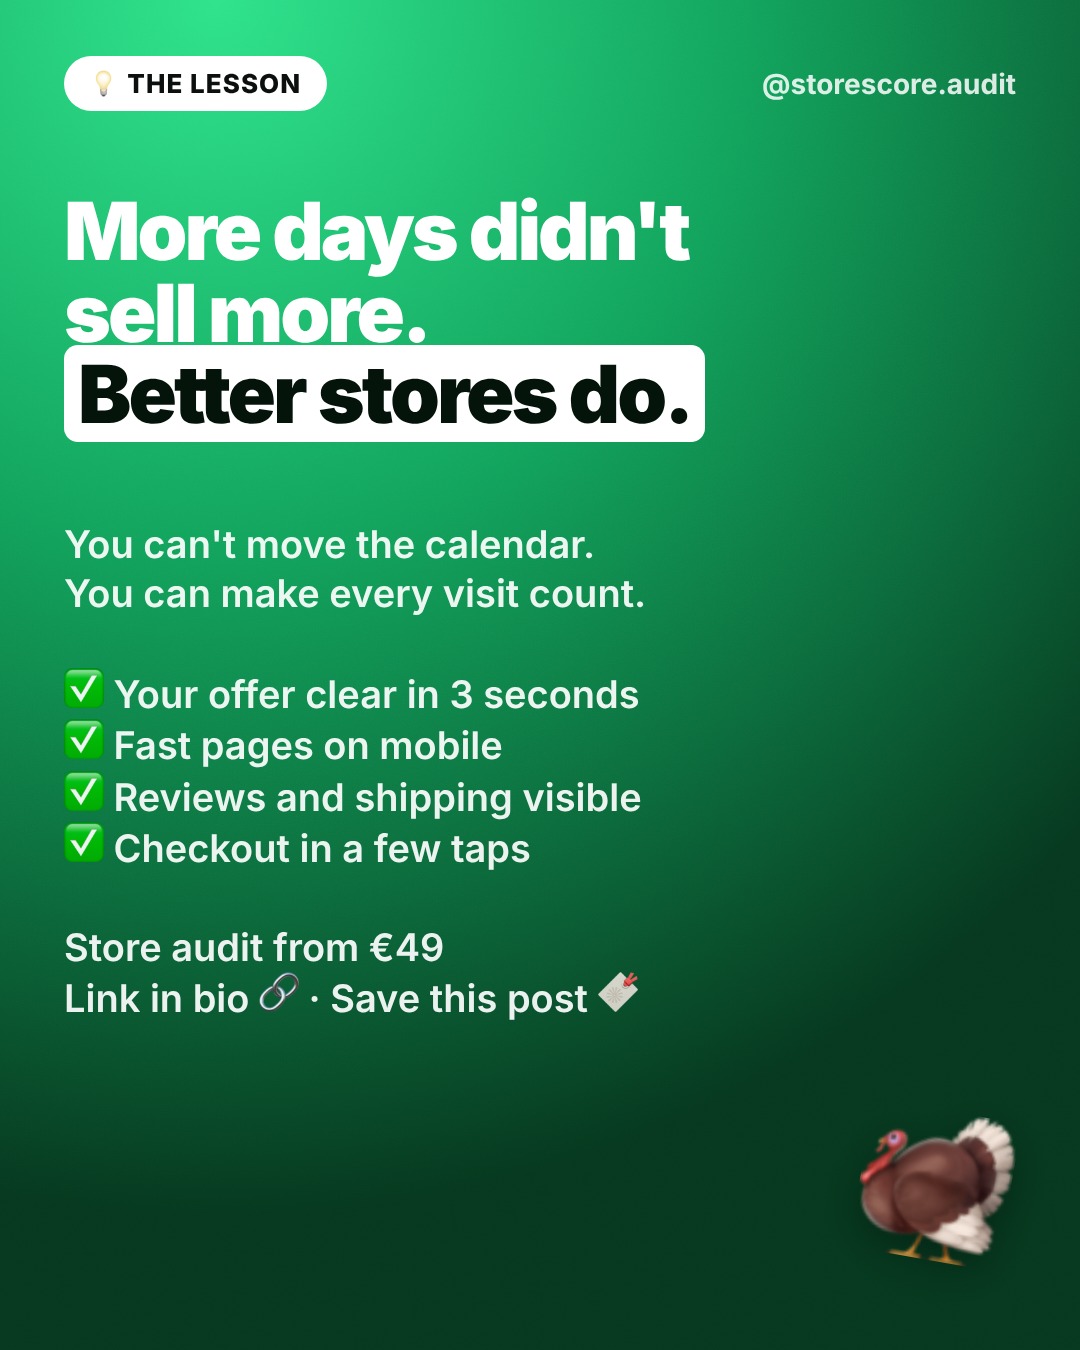 💡 THE LESSON
@storescore.audit
More days didn't
sell more.
Better stores do.
You can't move the calendar.
You can make every visit count.
✅ Your offer clear in 3 seconds
✅ Fast pages on mobile
✅ Reviews and shipping visible
✅ Checkout in a few taps
Store audit from €49
Link in bio 🔗 · Save this post 🔖